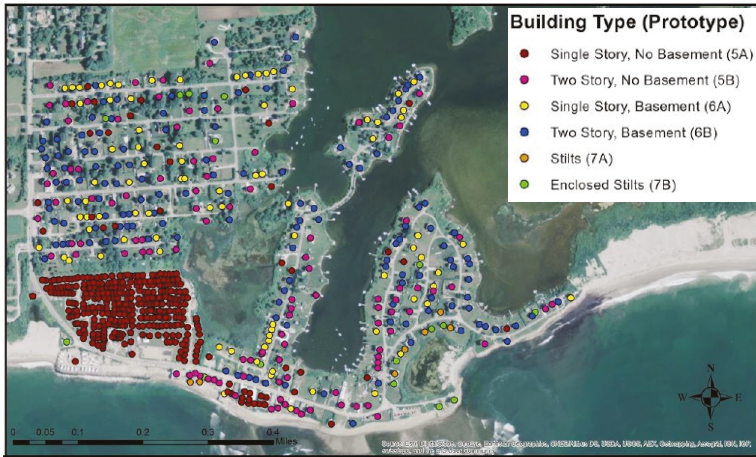 Building Type (Prototype)
Single Story, No Basement (5A)
Two Story, No Basement (5B)
Single Story, Basement (6A)
Two Story, Basement (6B)
Stilts (7A)
Enclosed Stilts (7B)
N
W E
S
0 0.05 0.1 0.2 0.3 0.4
Miles